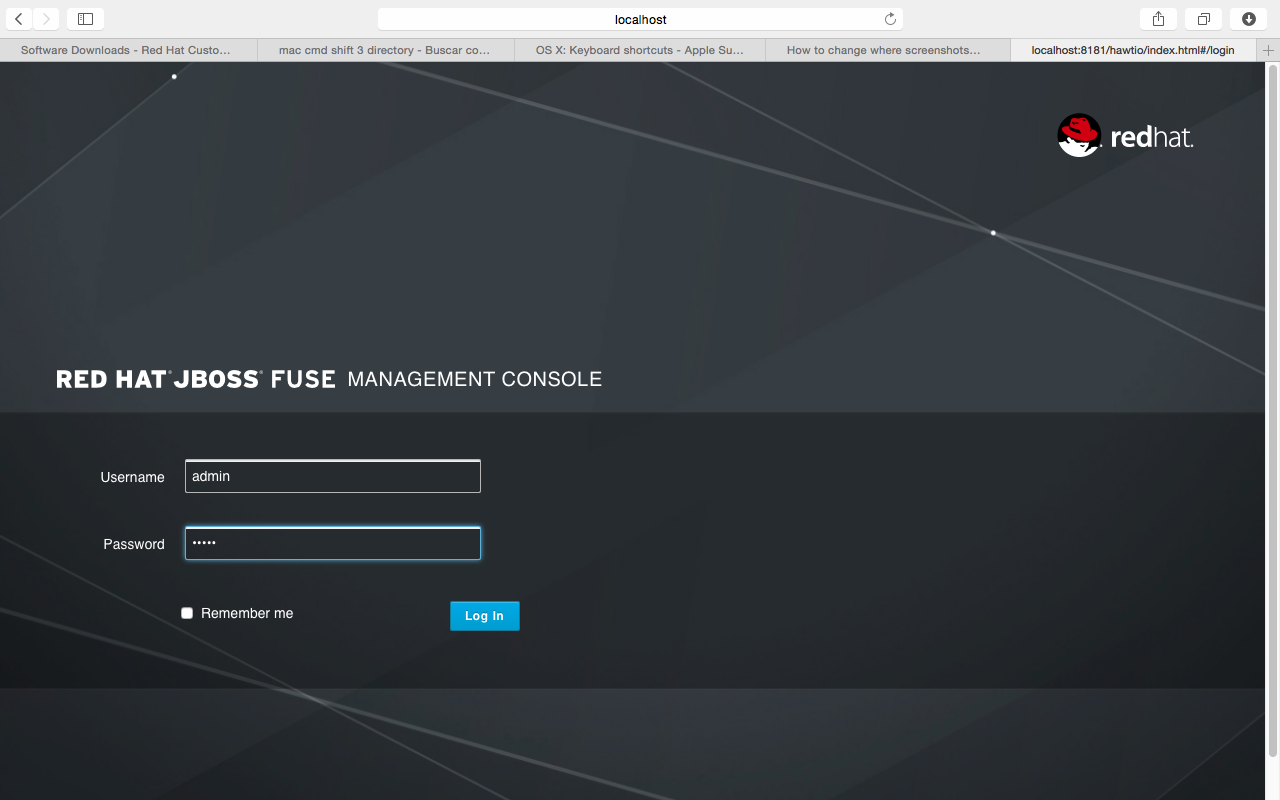 localhost
Software Downloads - Red Hat Custo…
mac cmd shift 3 directory - Buscar co…
OS X: Keyboard shortcuts - Apple Su…
How to change where screenshots…
localhost:8181/hawtio/index.html#/login
redhat.
RED HAT® JBOSS® FUSE MANAGEMENT CONSOLE
Username
admin
Password
•••••
Remember me
Log In